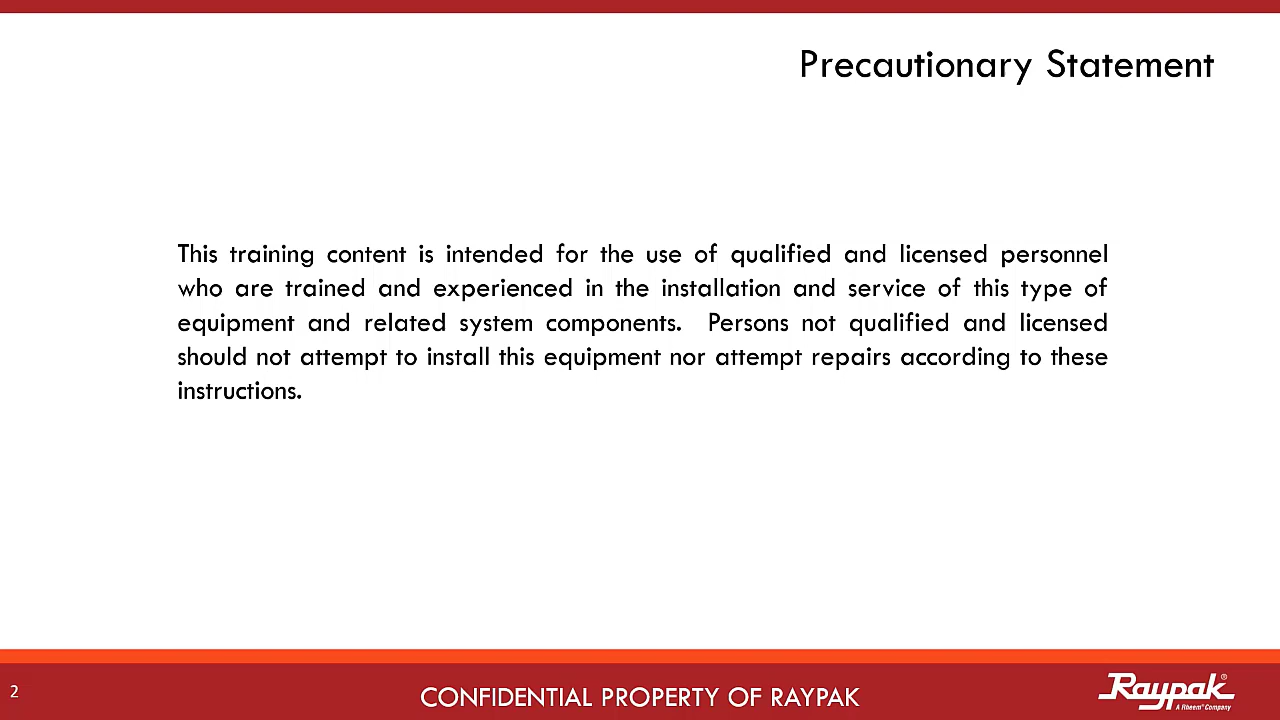 Precautionary Statement
This training content is intended for the use of qualified and licensed personnel
who are trained and experienced in the installation and service of this type of
equipment and related system components.  Persons not qualified and licensed
should not attempt to install this equipment nor attempt repairs according to these
instructions.
2
CONFIDENTIAL PROPERTY OF RAYPAK
Raypak®
A Rheem® Company